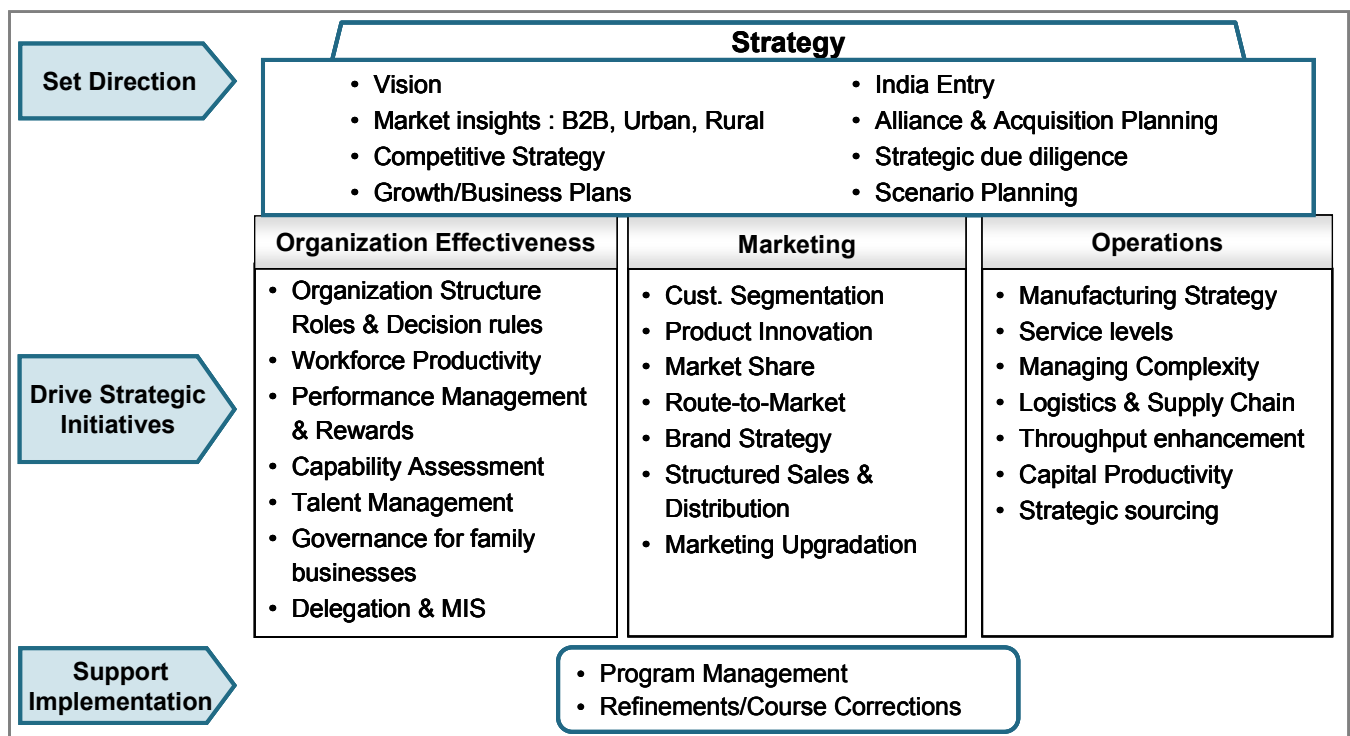 Set Direction
Strategy
• Vision
• Market insights : B2B, Urban, Rural
• Competitive Strategy
• Growth/Business Plans
• India Entry
• Alliance & Acquisition Planning
• Strategic due diligence
• Scenario Planning
Drive Strategic
Initiatives
Organization Effectiveness
• Organization Structure
Roles & Decision rules
• Workforce Productivity
• Performance Management
& Rewards
• Capability Assessment
• Talent Management
• Governance for family
businesses
• Delegation & MIS
Marketing
• Cust. Segmentation
• Product Innovation
• Market Share
• Route-to-Market
• Brand Strategy
• Structured Sales &
Distribution
• Marketing Upgradation
Operations
• Manufacturing Strategy
• Service levels
• Managing Complexity
• Logistics & Supply Chain
• Throughput enhancement
• Capital Productivity
• Strategic sourcing
Support
Implementation
• Program Management
• Refinements/Course Corrections